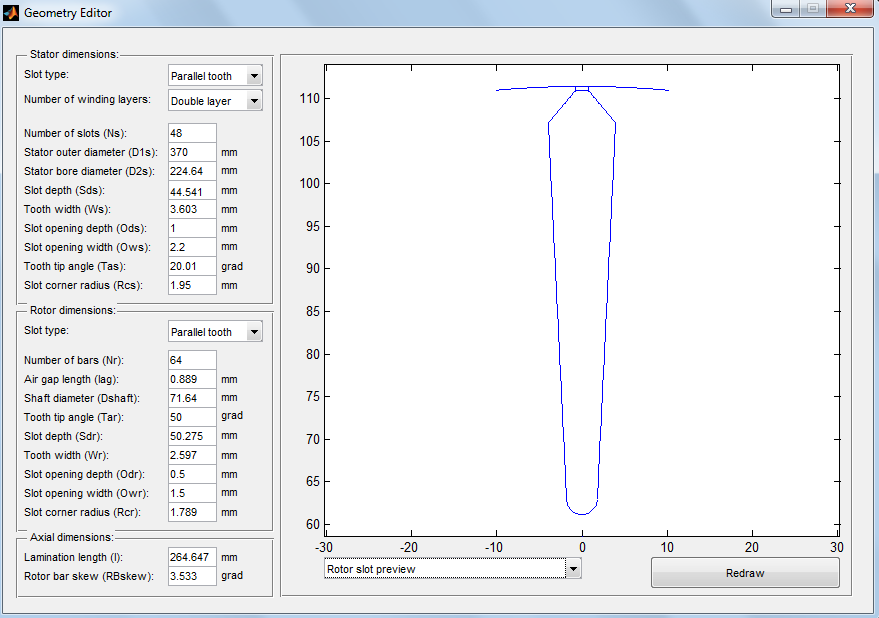 Geometry Editor
Stator dimensions:
Slot type: Parallel tooth
Number of winding layers: Double layer
Number of slots (Ns): 48
Stator outer diameter (D1s): 370 mm
Stator bore diameter (D2s): 224.64 mm
Slot depth (Sds): 44.541 mm
Tooth width (Ws): 3.603 mm
Slot opening depth (Ods): 1 mm
Slot opening width (Ows): 2.2 mm
Tooth tip angle (Tas): 20.01 grad
Slot corner radius (Rcs): 1.95 mm
Rotor dimensions:
Slot type: Parallel tooth
Number of bars (Nr): 64
Air gap length (lag): 0.889 mm
Shaft diameter (Dshaft): 71.64 mm
Tooth tip angle (Tar): 50 grad
Slot depth (Sdr): 50.275 mm
Tooth width (Wr): 2.597 mm
Slot opening depth (Odr): 0.5 mm
Slot opening width (Owr): 1.5 mm
Slot corner radius (Rcr): 1.789 mm
Axial dimensions:
Lamination length (l): 264.647 mm
Rotor bar skew (RBskew): 3.533 grad
110
105
100
95
90
85
80
75
70
65
60
-30 -20 -10 0 10 20 30
Rotor slot preview
Redraw